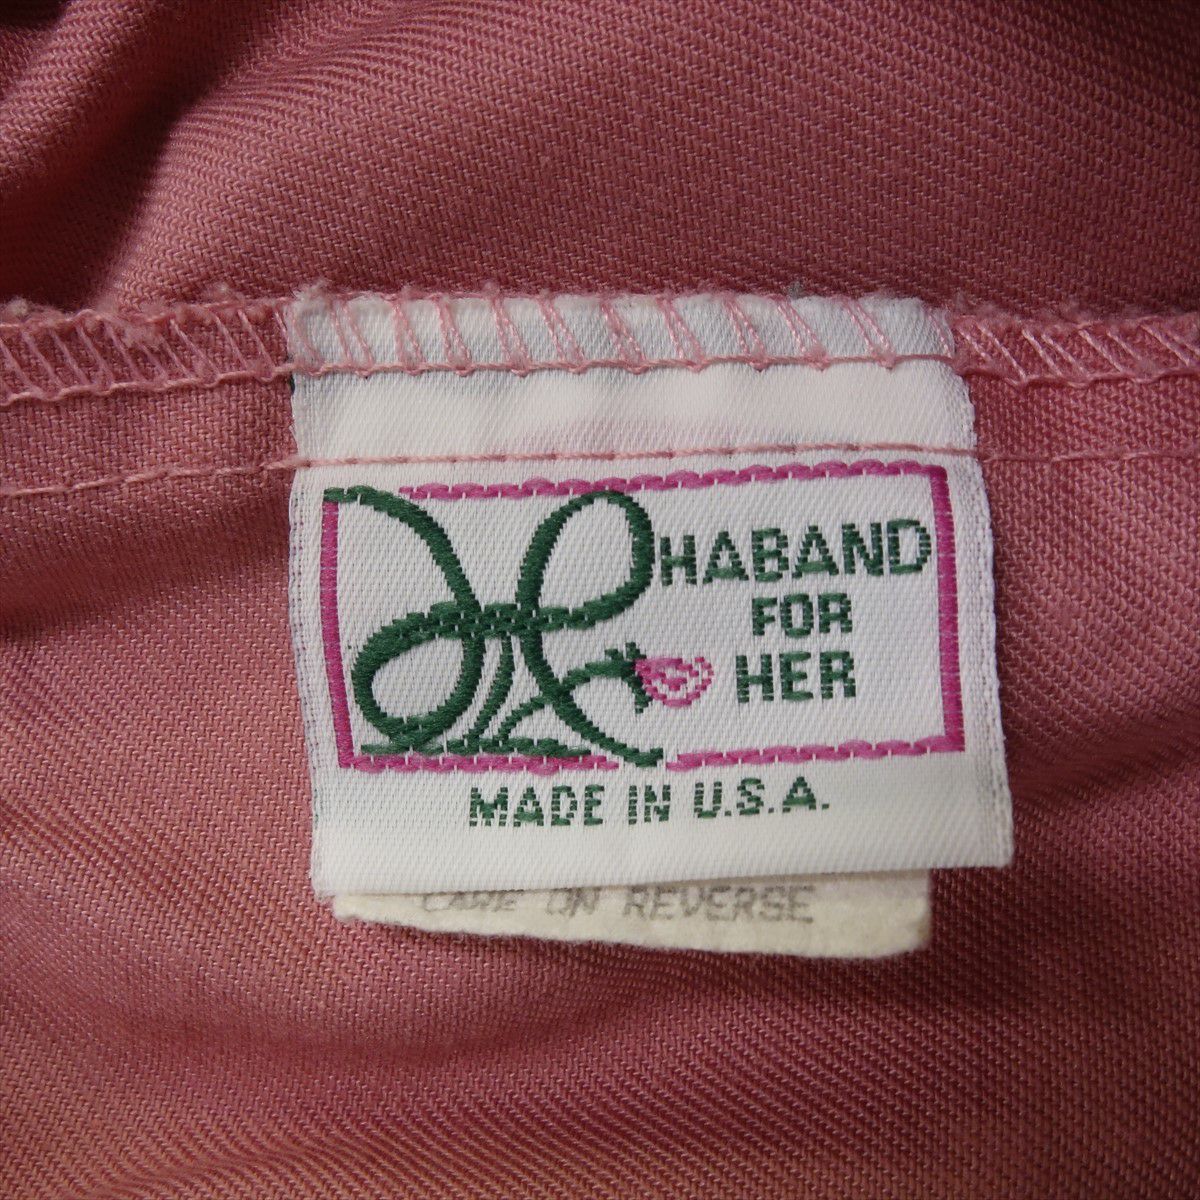 HABAND
FOR
HER
MADE IN U.S.A.
CARE ON REVERSE